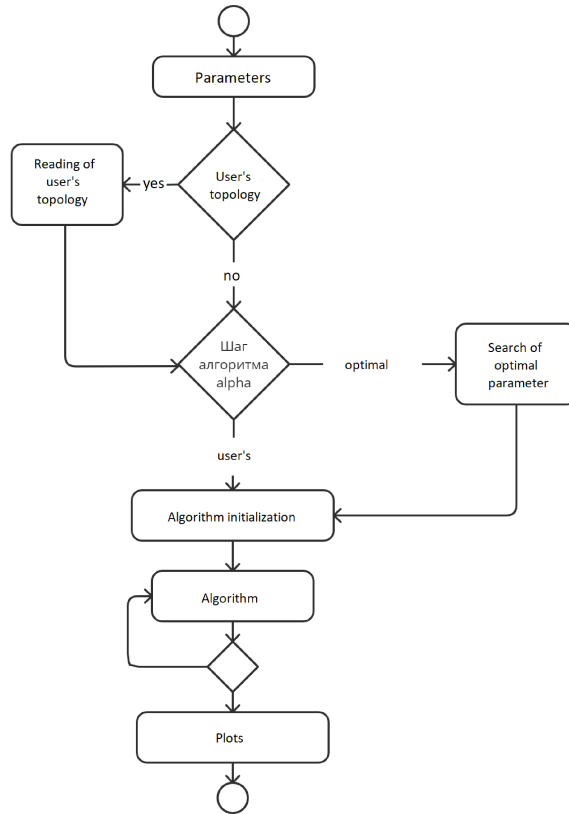 Parameters
Reading of
user's
topology
yes
User's
topology
no
Шаг
алгоритма
alpha
optimal
Search of
optimal
parameter
user's
Algorithm initialization
Algorithm
Plots